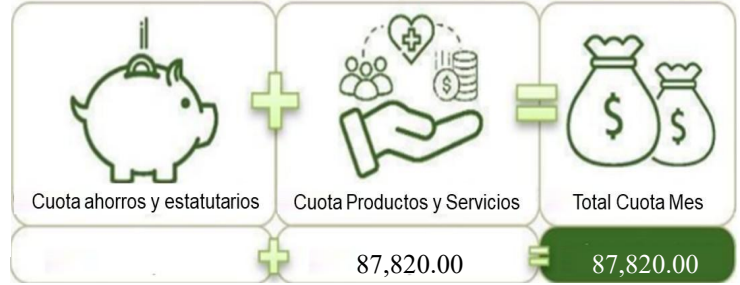 Cuota ahorros y estatutarios
Cuota Productos y Servicios
Total Cuota Mes
87,820.00
87,820.00